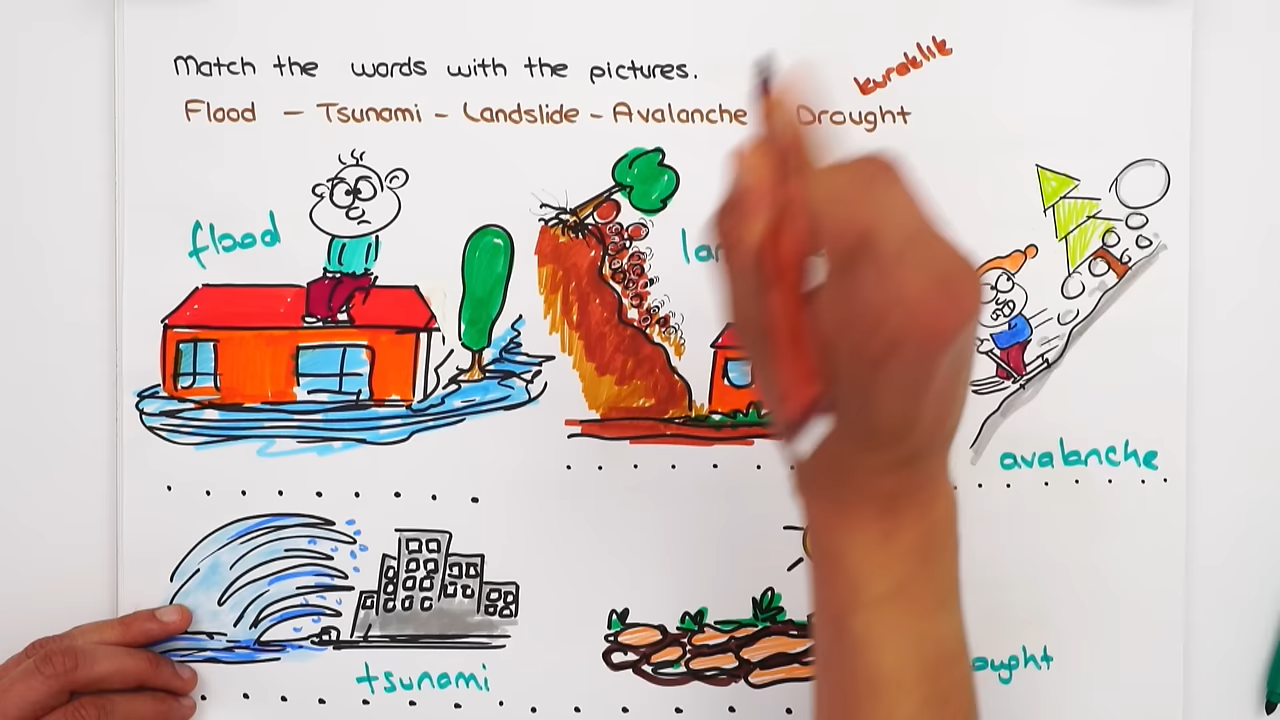 Match the words with the pictures.
kuraklık
Flood - Tsunami - Landslide - Avalanche Drought
flood
avalanche
tsunami